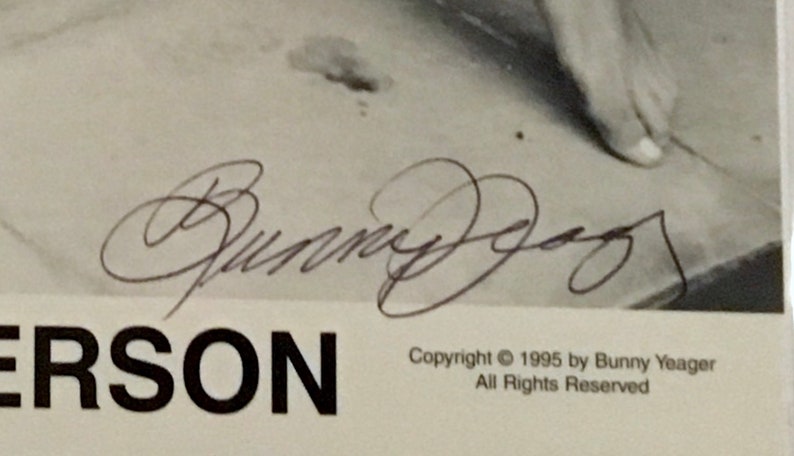 Bunny Yeager
ERSON
Copyright © 1995 by Bunny Yeager
All Rights Reserved